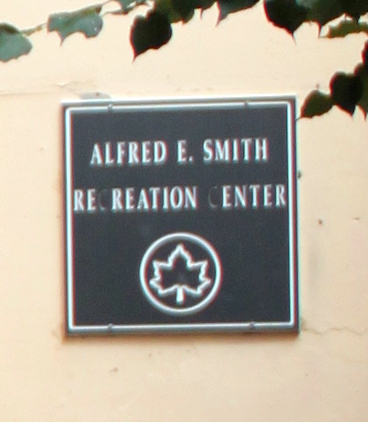 ALFRED E. SMITH
RECREATION CENTER